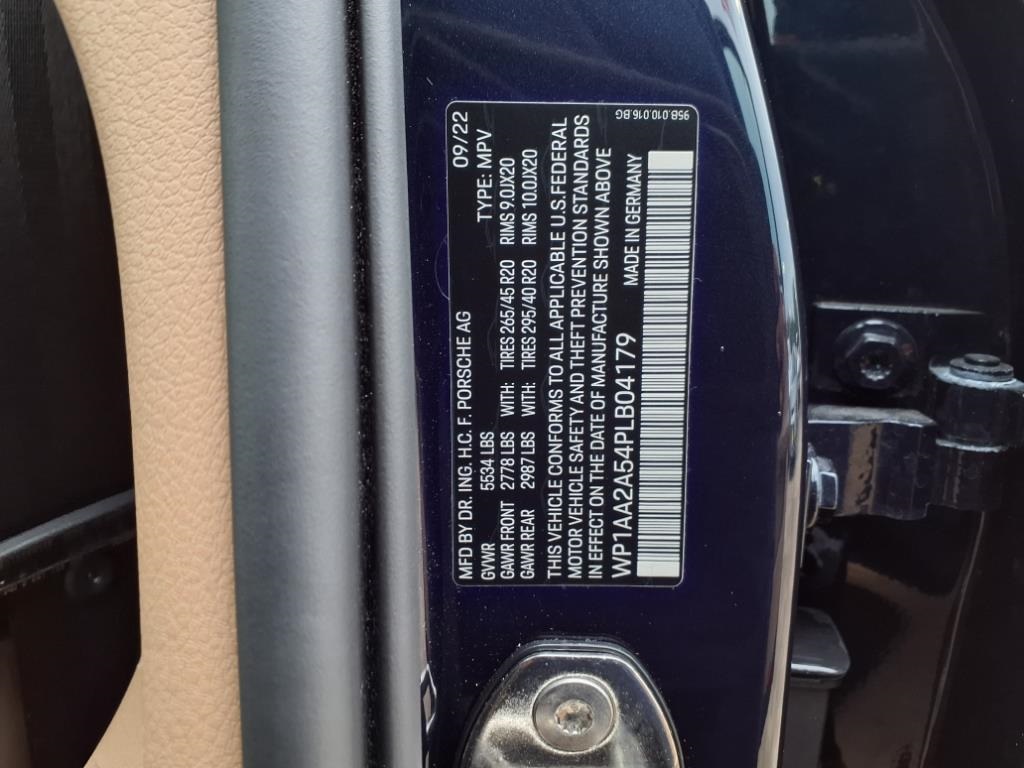 MFD BY DR. ING. H.C. F. PORSCHE AG 09/22
GVWR 5534 LBS TYPE: MPV
GAWR FRONT 2778 LBS WITH: TIRES 265/45 R20 RIMS 9.0JX20
GAWR REAR 2987 LBS WITH: TIRES 295/40 R20 RIMS 10.0JX20
THIS VEHICLE CONFORMS TO ALL APPLICABLE U.S. FEDERAL
MOTOR VEHICLE SAFETY AND THEFT PREVENTION STANDARDS
IN EFFECT ON THE DATE OF MANUFACTURE SHOWN ABOVE
WP1AA2A54PLB04179 MADE IN GERMANY
95B.010.016.BG